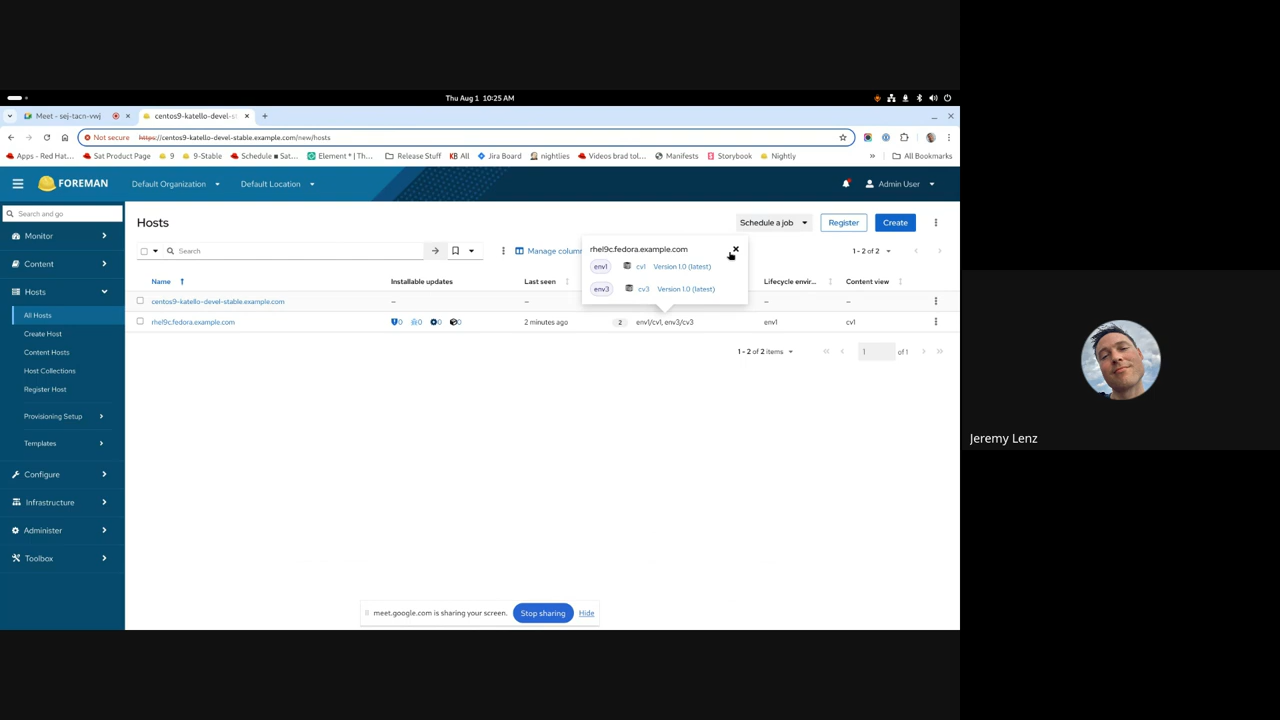 Thu Aug 1 10:25 AM
Meet - sej-tacn-vwj
centos9-katello-devel-s
Not secure https://centos9-katello-devel-stable.example.com/new/hosts
Apps - Red Hat... Sat Product Page 9 9-Stable Schedule ■ Sat... Element * | Th... Release Stuff KB All Jira Board nightlies Videos brad tol... Manifests Storybook Nightly » All Bookmarks
FOREMAN Default Organization Default Location Admin User
Search and go
Monitor
Content
Hosts
All Hosts
Create Host
Content Hosts
Host Collections
Register Host
Provisioning Setup
Templates
Configure
Infrastructure
Administer
Toolbox
Hosts
Schedule a job Register Create
Search Manage colum 1 - 2 of 2
rhel9c.fedora.example.com
env1 cv1 Version 1.0 (latest)
env3 cv3 Version 1.0 (latest)
Name Installable updates Last seen Lifecycle envir... Content view
centos9-katello-devel-stable.example.com – – – –
rhel9c.fedora.example.com 0 0 0 0 2 minutes ago 2 env1/cv1, env3/cv3 env1 cv1
1 - 2 of 2 items 1 of 1
meet.google.com is sharing your screen. Stop sharing Hide
Jeremy Lenz